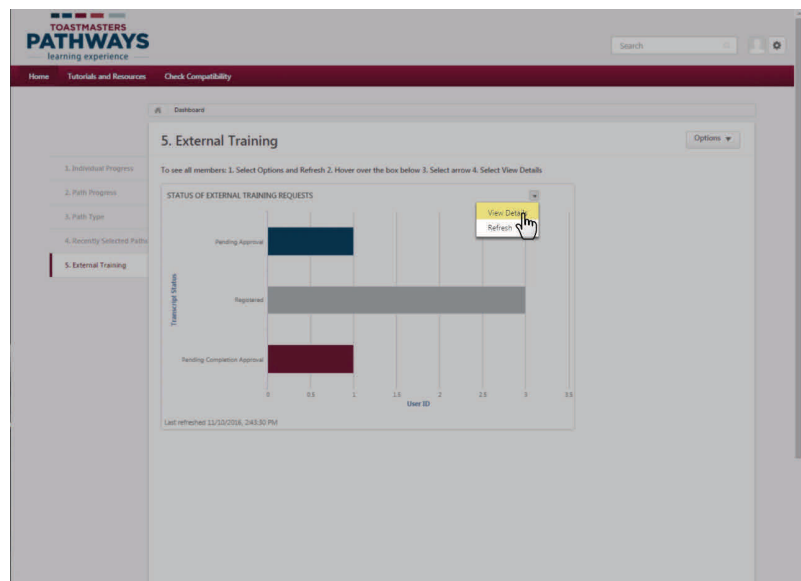 TOASTMASTERS
PATHWAYS
learning experience
Search
Home Tutorials and Resources Check Compatibility
Dashboard
5. External Training
Options
1. Individual Progress
2. Path Progress
3. Path Type
4. Recently Selected Paths
5. External Training
To see all members: 1. Select Options and Refresh 2. Hover over the box below 3. Select arrow 4. Select View Details
STATUS OF EXTERNAL TRAINING REQUESTS
View Details
Refresh
Pending Approval
Registered
Pending Completion Approval
Transcript Status
0 0.5 1 1.5 2 2.5 3 3.5
User ID
Last refreshed 11/10/2016, 2:43:30 PM